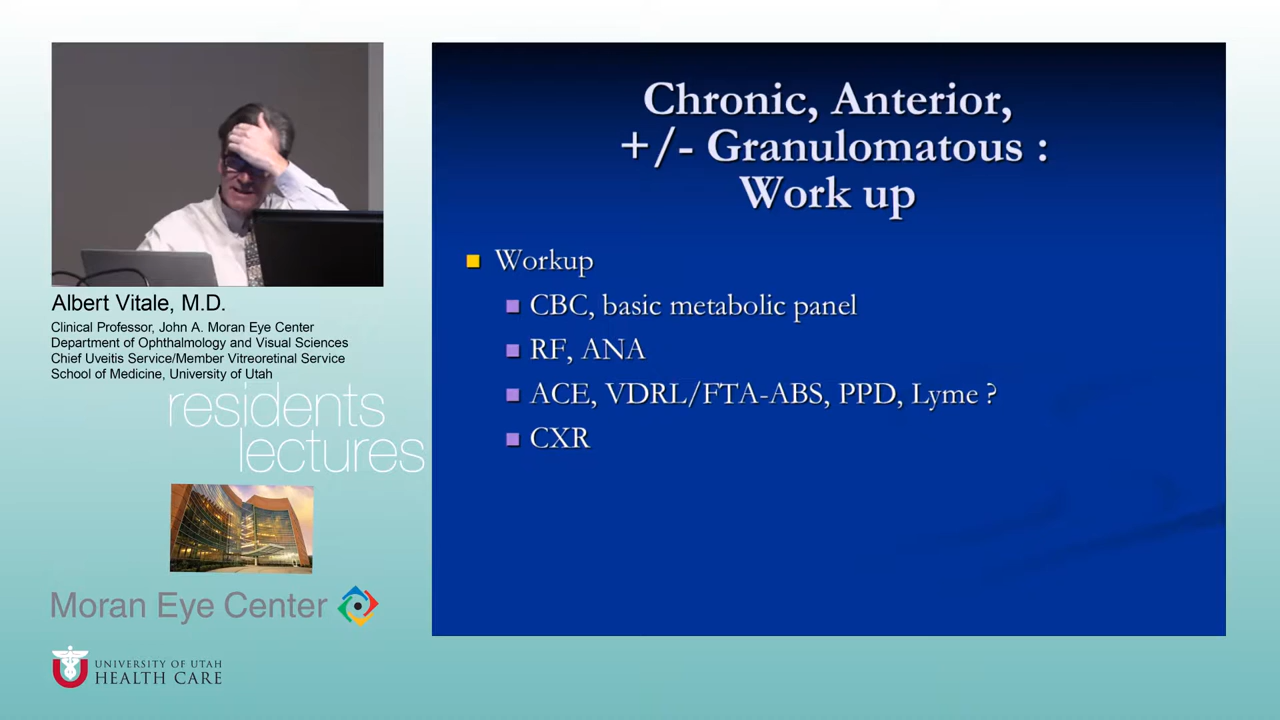 Albert Vitale, M.D.
Clinical Professor, John A. Moran Eye Center
Department of Ophthalmology and Visual Sciences
Chief Uveitis Service/Member Vitreoretinal Service
School of Medicine, University of Utah
residents
lectures
Moran Eye Center
UNIVERSITY OF UTAH
HEALTH CARE
Chronic, Anterior,
+/- Granulomatous :
Work up
Workup
CBC, basic metabolic panel
RF, ANA
ACE, VDRL/FTA-ABS, PPD, Lyme ?
CXR